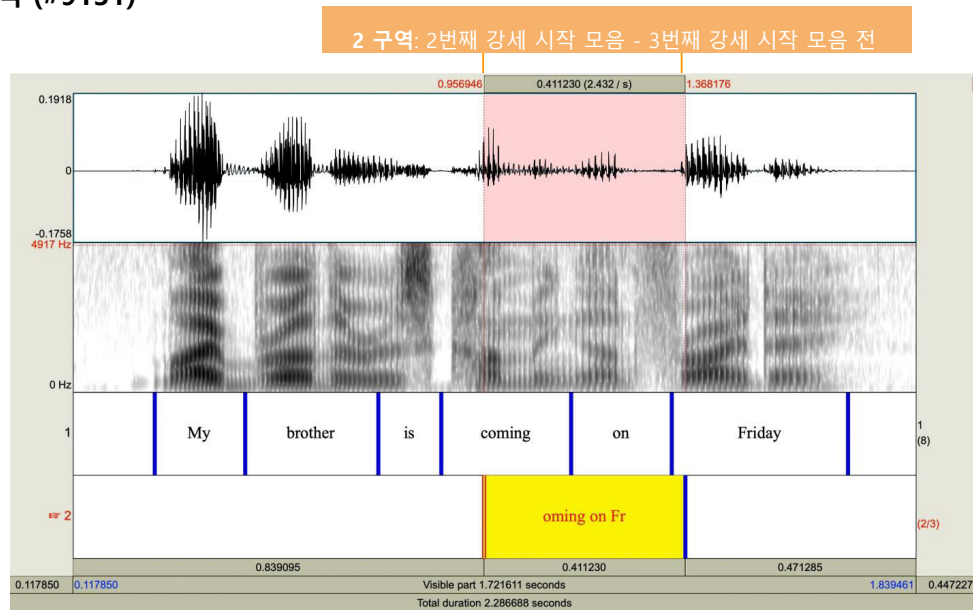 (#9131)
2 구역: 2번째 강세 시작 모음 - 3번째 강세 시작 모음 전
0.956946 0.411230 (2.432 / s) 1.368176
0.1918
0
-0.1758
4917 Hz
0 Hz
1 My brother is coming on Friday 1
(8)
☞ 2 oming on Fr (2/3)
0.839095 0.411230 0.471285
0.117850 0.117850 Visible part 1.721611 seconds 1.839461 0.447227
Total duration 2.286688 seconds